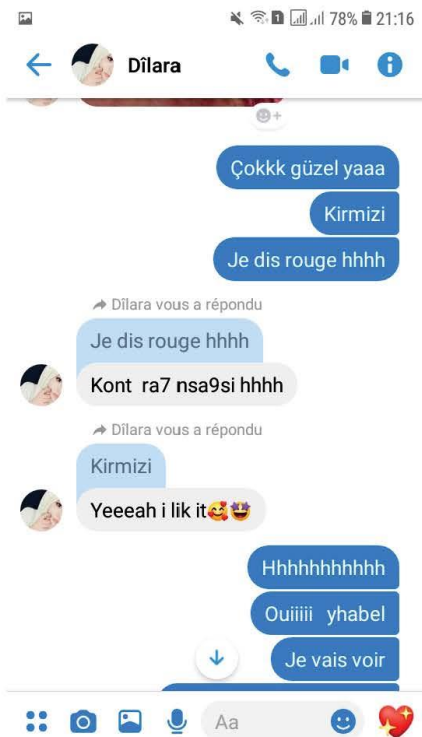 78% 21:16
Dîlara
Çokkk güzel yaaa
Kirmizi
Je dis rouge hhhh
Dîlara vous a répondu
Je dis rouge hhhh
Kont ra7 nsa9si hhhh
Dîlara vous a répondu
Kirmizi
Yeeeah i lik it🥰🤩
Hhhhhhhhhhh
Ouiiiii yhabel
Je vais voir
Aa